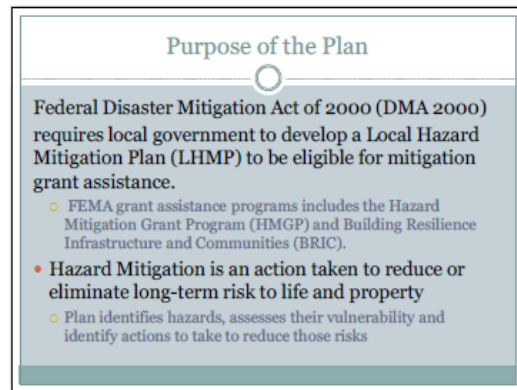 Purpose of the Plan
Federal Disaster Mitigation Act of 2000 (DMA 2000)
requires local government to develop a Local Hazard
Mitigation Plan (LHMP) to be eligible for mitigation
grant assistance.
FEMA grant assistance programs includes the Hazard
Mitigation Grant Program (HMGP) and Building Resilience
Infrastructure and Communities (BRIC).
• Hazard Mitigation is an action taken to reduce or
eliminate long-term risk to life and property
Plan identifies hazards, assesses their vulnerability and
identify actions to take to reduce those risks